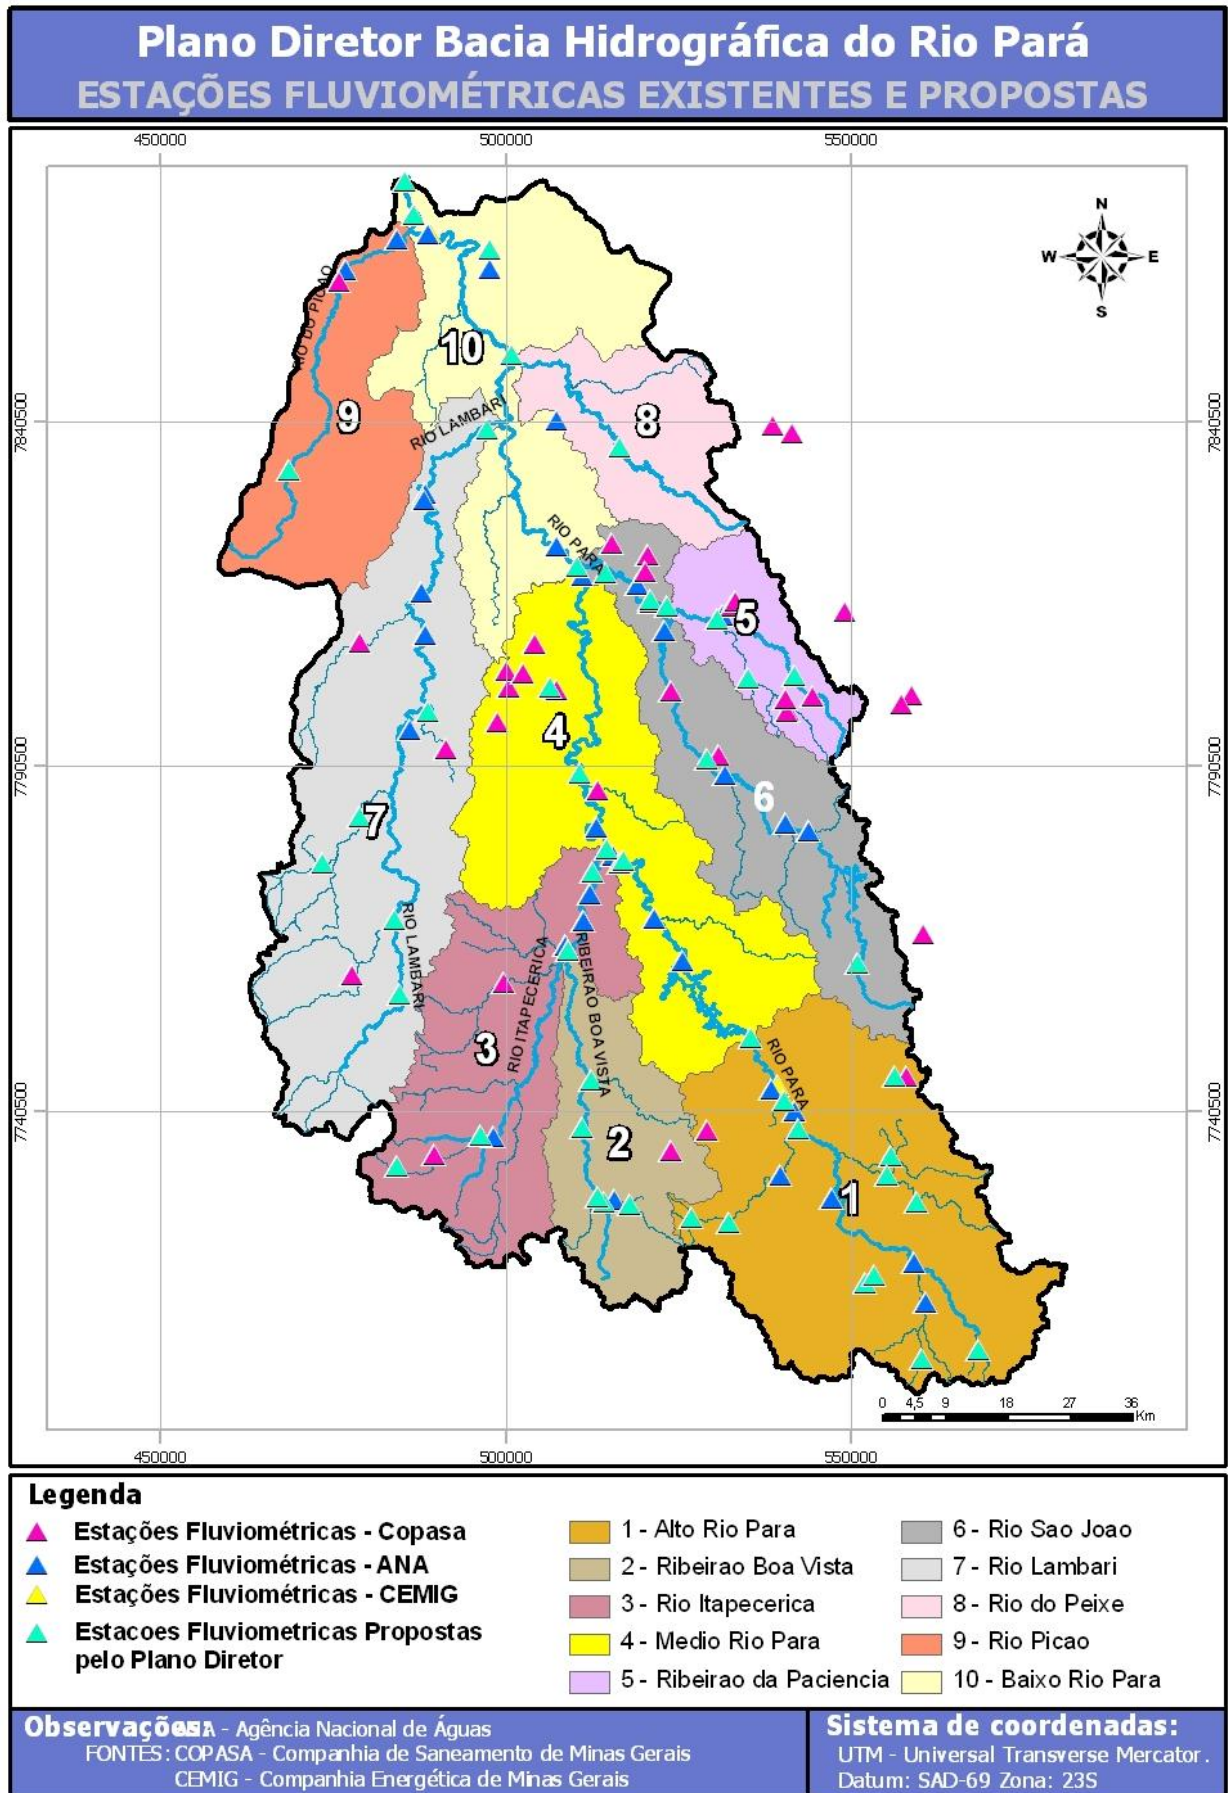 Plano Diretor Bacia Hidrográfica do Rio Pará
ESTAÇÕES FLUVIOMÉTRICAS EXISTENTES E PROPOSTAS
450000 500000 550000
N
W E
S
RIO DO PICAO
10
9
8
7840500 7840500
RIO LAMBARI
RIO PARA
5
4
7790500 7790500
6
7
RIO LAMBARI
RIO ITAPECERICA
RIBEIRAO BOA VISTA
3
RIO PARA
7740500 7740500
2
1
0 4,5 9 18 27 36
Km
450000 500000 550000
Legenda
Estações Fluviométricas - Copasa
Estações Fluviométricas - ANA
Estações Fluviométricas - CEMIG
Estacoes Fluviometricas Propostas
pelo Plano Diretor
1 - Alto Rio Para
2 - Ribeirao Boa Vista
3 - Rio Itapecerica
4 - Medio Rio Para
5 - Ribeirao da Paciencia
6 - Rio Sao Joao
7 - Rio Lambari
8 - Rio do Peixe
9 - Rio Picao
10 - Baixo Rio Para
Observações: ANA - Agência Nacional de Águas
FONTES: COPASA - Companhia de Saneamento de Minas Gerais
CEMIG - Companhia Energética de Minas Gerais
Sistema de coordenadas:
UTM - Universal Transverse Mercator.
Datum: SAD-69 Zona: 23S